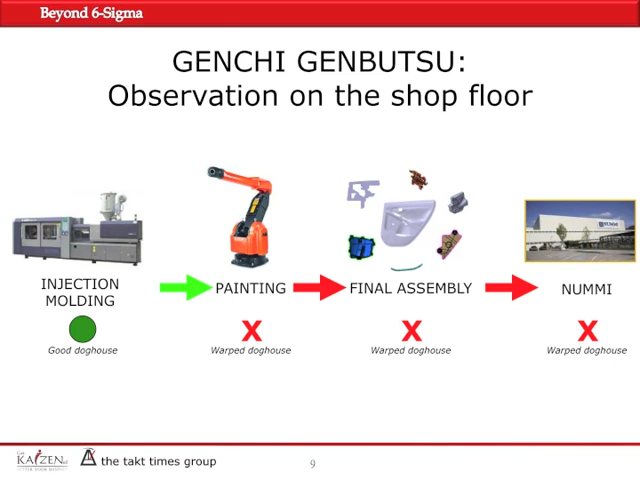 Beyond 6-Sigma
GENCHI GENBUTSU:
Observation on the shop floor
INJECTION
MOLDING
PAINTING
FINAL ASSEMBLY
NUMMI
X
X
X
Good doghouse
Warped doghouse
Warped doghouse
Warped doghouse
KAIZEN
the takt times group
9